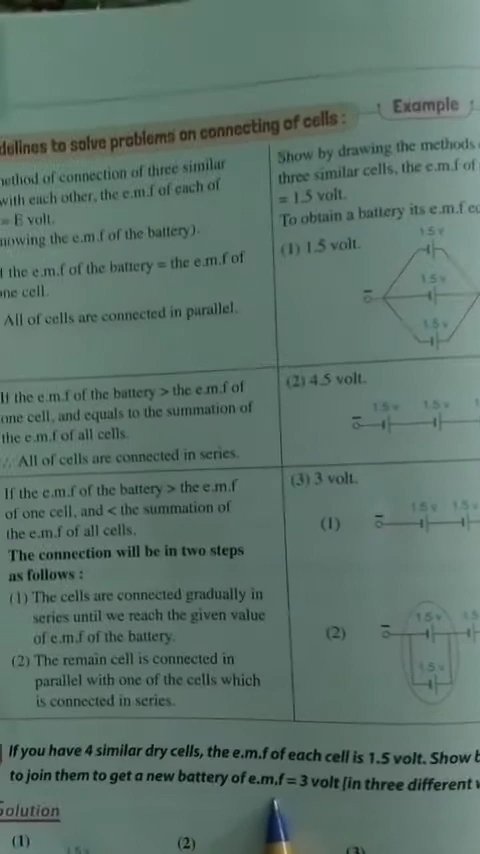 delines to solve problems on connecting of cells :
Example
ethod of connection of three similar
with each other, the e.m.f of each of
= E volt.
nowing the e.m.f of the battery).
the e.m.f of the battery = the e.m.f of
ne cell.
All of cells are connected in parallel.
Show by drawing the methods
three similar cells, the e.m.f of
= 1.5 volt.
To obtain a battery its e.m.f
(1) 1.5 volt.
1.5 v
1.5 v
1.5 v
If the e.m.f of the battery > the e.m.f of
one cell, and equals to the summation of
the e.m.f of all cells.
∴ All of cells are connected in series.
(2) 4.5 volt.
1.5 v 1.5 v
If the e.m.f of the battery > the e.m.f
of one cell, and < the summation of
the e.m.f of all cells.
The connection will be in two steps
as follows :
(1) The cells are connected gradually in
series until we reach the given value
of e.m.f of the battery.
(2) The remain cell is connected in
parallel with one of the cells which
is connected in series.
(3) 3 volt.
(1)
1.5 v 1.5 v
(2)
1.5 v
1.5 v
If you have 4 similar dry cells, the e.m.f of each cell is 1.5 volt. Show
to join them to get a new battery of e.m.f = 3 volt [in three different
Solution
(1)
(2)
(3)
1.5 v